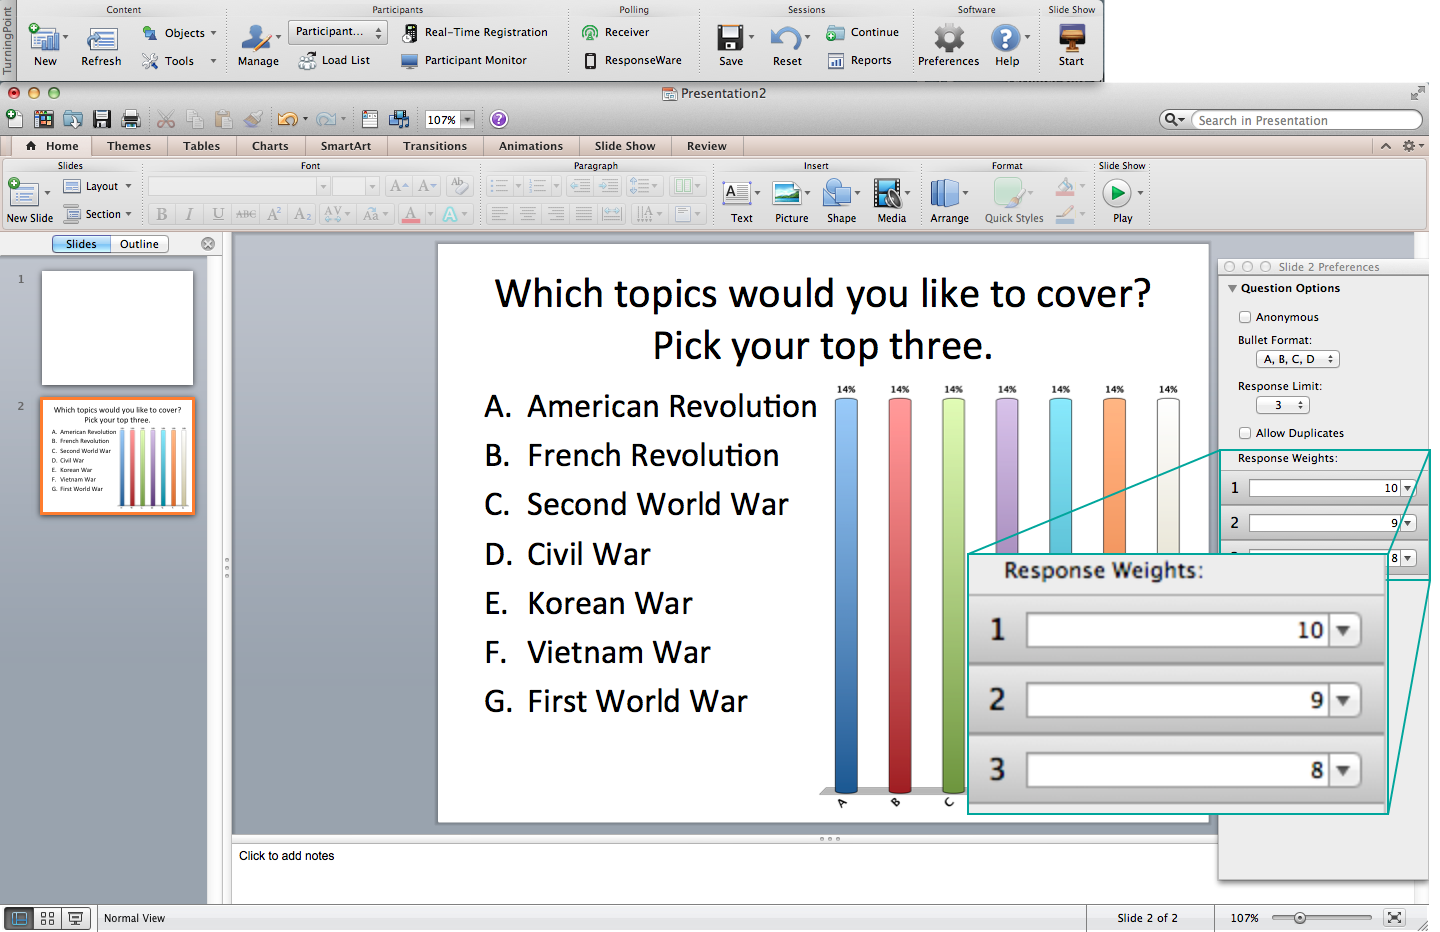 TurningPoint
Content
Participants
Polling
Sessions
Software
Slide Show
New
Refresh
Objects
Tools
Manage
Participant...
Load List
Real-Time Registration
Participant Monitor
Receiver
ResponseWare
Save
Reset
Continue
Reports
Preferences
Help
Start
Presentation2
107%
Search in Presentation
Home
Themes
Tables
Charts
SmartArt
Transitions
Animations
Slide Show
Review
Slides
Font
Paragraph
Insert
Format
Slide Show
New Slide
Layout
Section
B I U ABC A² A₂ AV Aa A A
Text
Picture
Shape
Media
Arrange
Quick Styles
Play
Slides
Outline
1
2
Which topics would you like to cover?
Pick your top three.
A. American Revolution
B. French Revolution
C. Second World War
D. Civil War
E. Korean War
F. Vietnam War
G. First World War
Which topics would you like to cover?
Pick your top three.
A. American Revolution
B. French Revolution
C. Second World War
D. Civil War
E. Korean War
F. Vietnam War
G. First World War
14% 14% 14% 14% 14% 14% 14%
A B C
Slide 2 Preferences
Question Options
Anonymous
Bullet Format:
A, B, C, D
Response Limit:
3
Allow Duplicates
Response Weights:
1 10
2 9
8
Response Weights:
1 10
2 9
3 8
Click to add notes
Normal View
Slide 2 of 2
107%